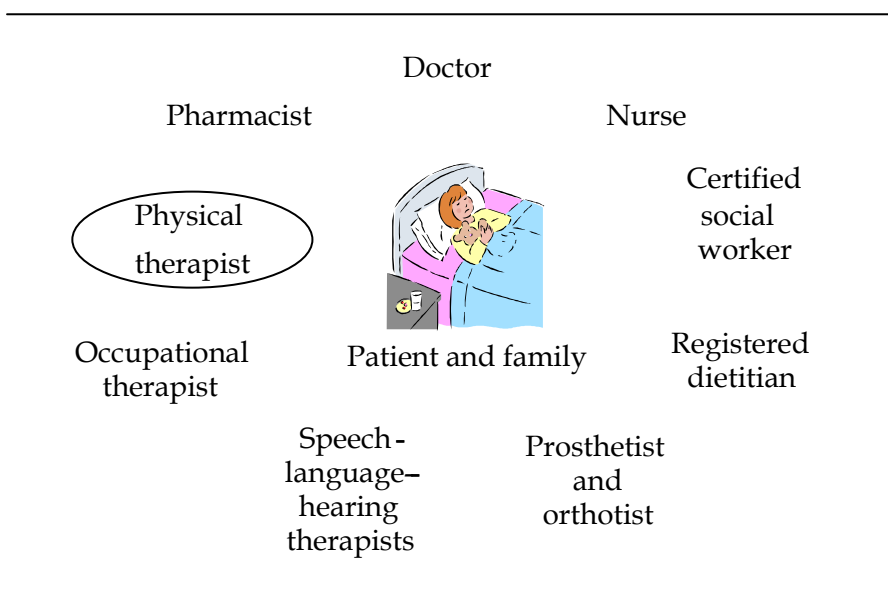 Doctor
Pharmacist
Nurse
Certified
social
worker
Physical
therapist
Occupational
therapist
Patient and family
Registered
dietitian
Speech-
language–
hearing
therapists
Prosthetist
and
orthotist